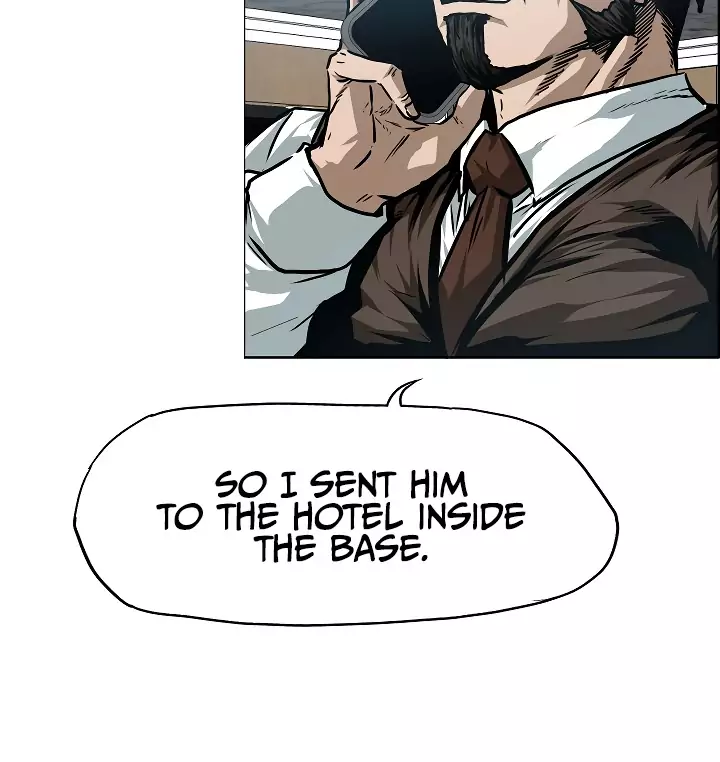 SO I SENT HIM
TO THE HOTEL INSIDE
THE BASE.